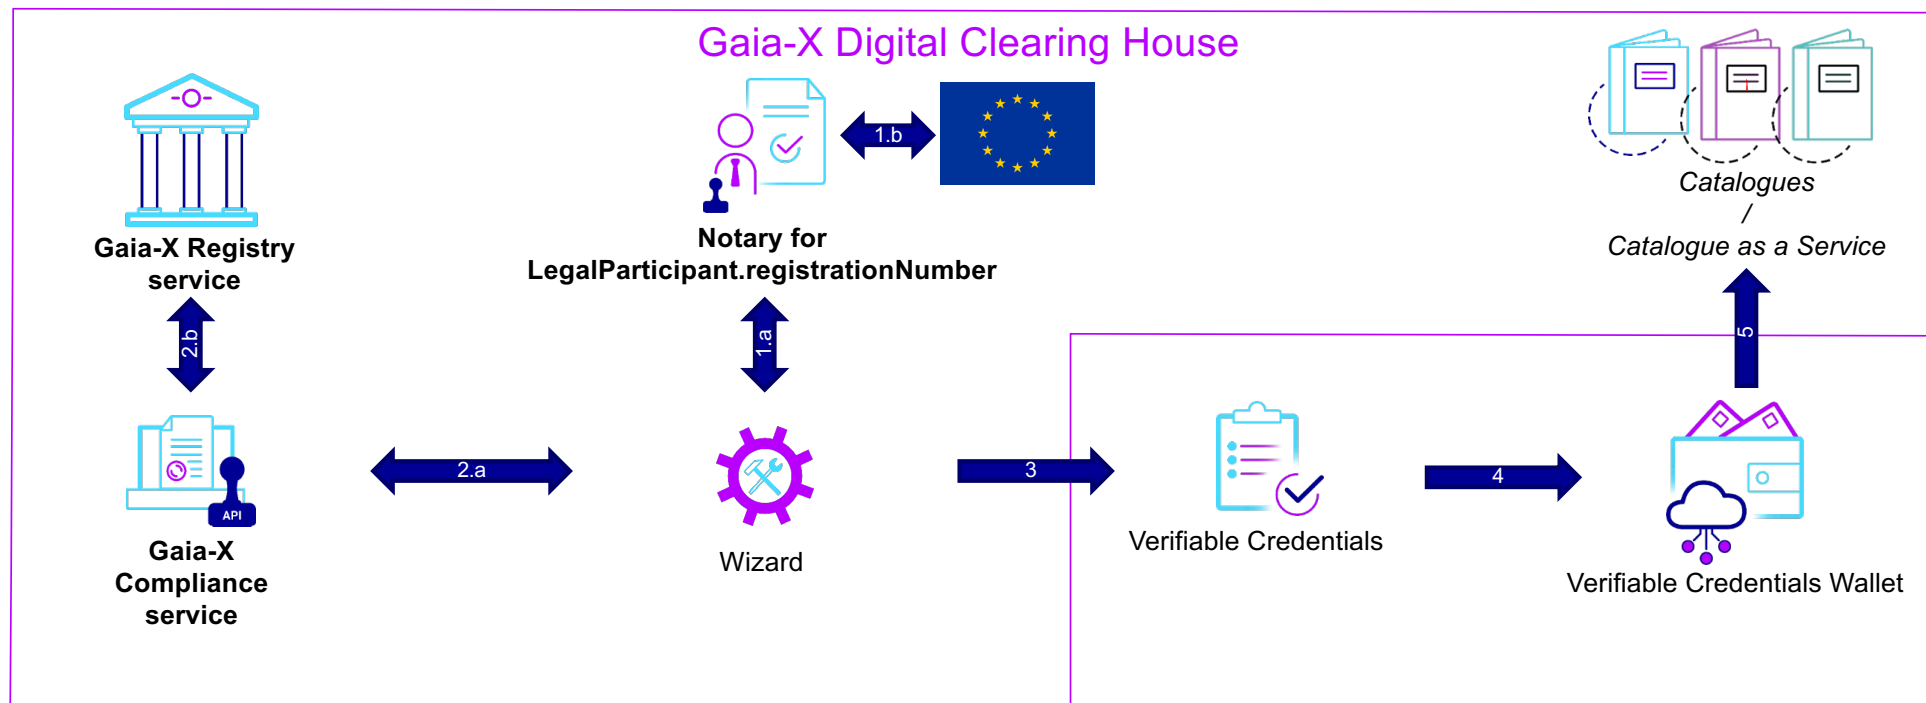 Gaia-X Digital Clearing House
1.b
Catalogues
/
Catalogue as a Service
Gaia-X Registry
service
Notary for
LegalParticipant.registrationNumber
2.b
1.a
5
2.a
3
4
API
Gaia-X
Compliance
service
Wizard
Verifiable Credentials
Verifiable Credentials Wallet